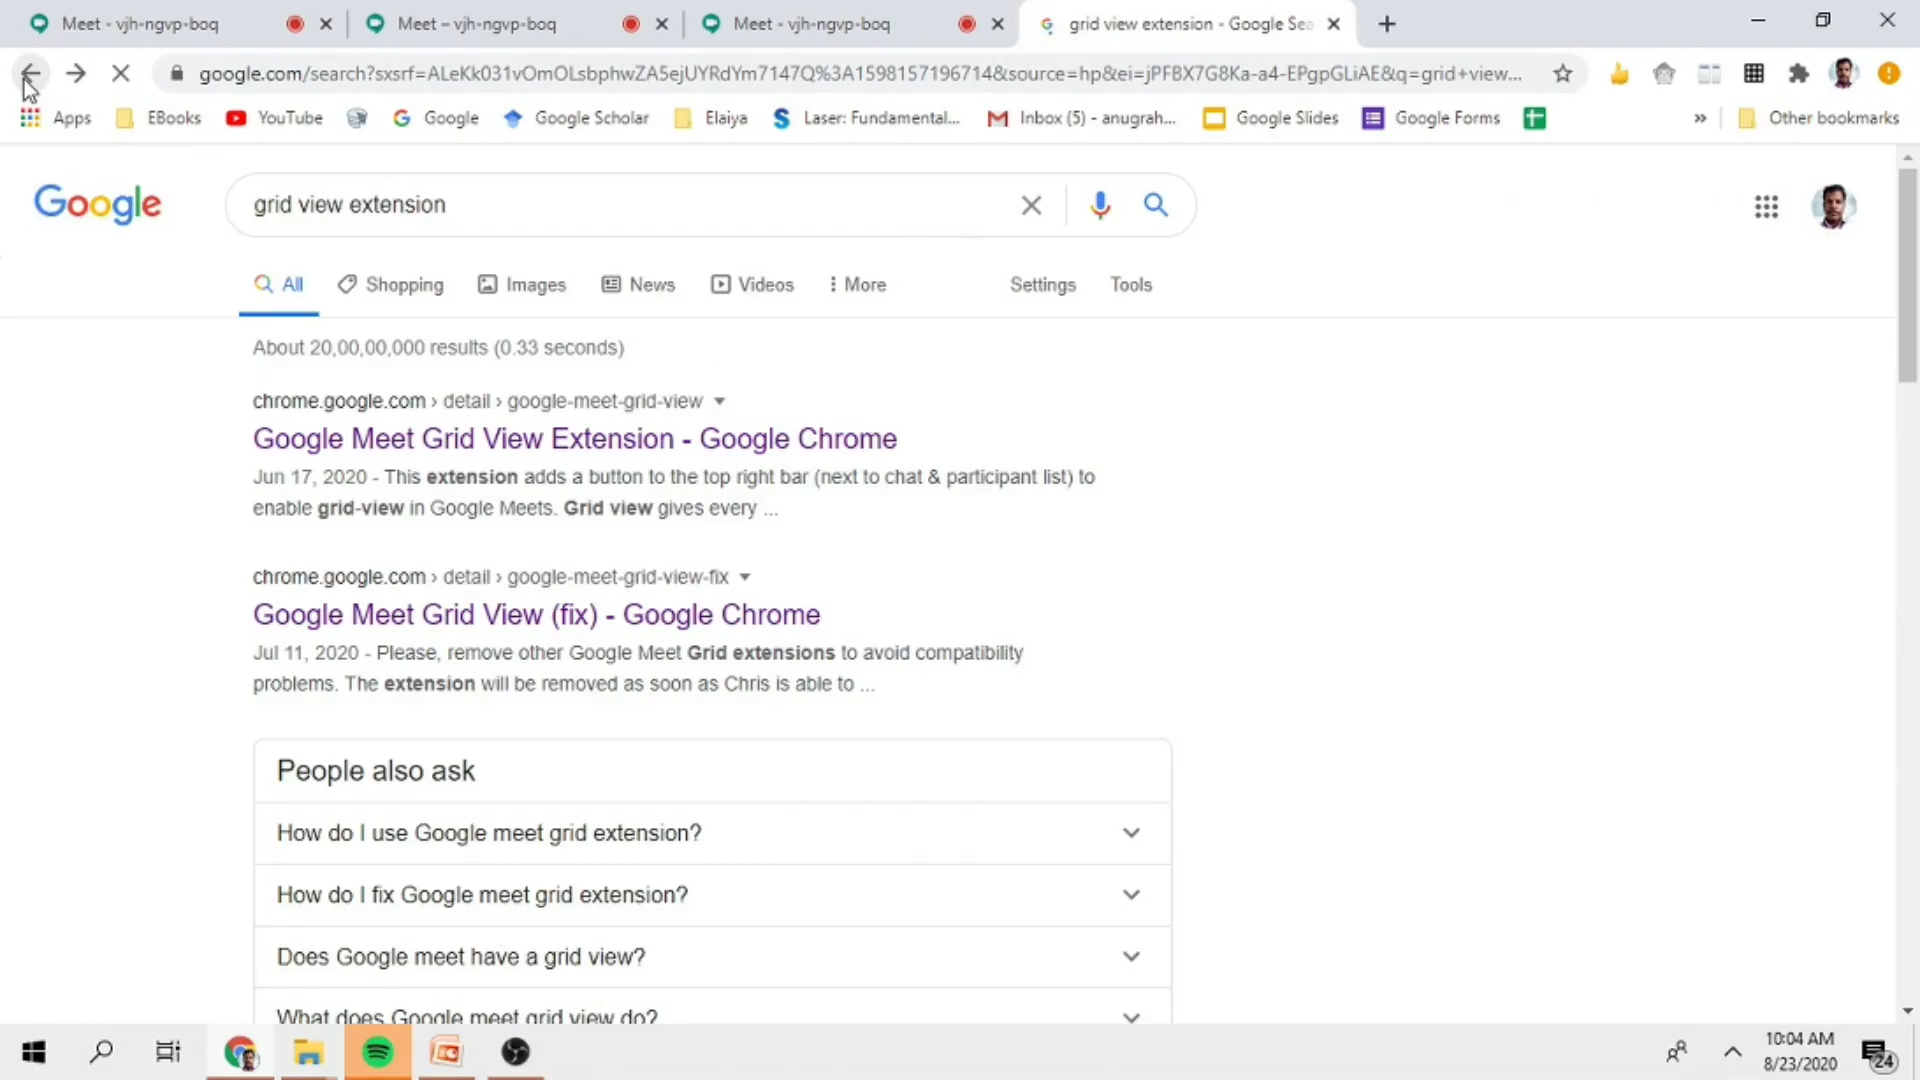 Meet - vjh-ngvp-boq
Meet – vjh-ngvp-boq
Meet - vjh-ngvp-boq
grid view extension - Google Sea
google.com/search?sxsrf=ALeKk031vOmOLsbphwZA5ejUYRdYm7147Q%3A1598157196714&source=hp&ei=jPFBX7G8Ka-a4-EPgpGLiAE&q=grid+view...
Apps
EBooks
YouTube
Google
Google Scholar
Elaiya
Laser: Fundamental...
Inbox (5) - anugrah...
Google Slides
Google Forms
»
Other bookmarks
Google
grid view extension
All
Shopping
Images
News
Videos
More
Settings
Tools
About 20,00,00,000 results (0.33 seconds)
chrome.google.com › detail › google-meet-grid-view
Google Meet Grid View Extension - Google Chrome
Jun 17, 2020 - This extension adds a button to the top right bar (next to chat & participant list) to
enable grid-view in Google Meets. Grid view gives every ...
chrome.google.com › detail › google-meet-grid-view-fix
Google Meet Grid View (fix) - Google Chrome
Jul 11, 2020 - Please, remove other Google Meet Grid extensions to avoid compatibility
problems. The extension will be removed as soon as Chris is able to ...
People also ask
How do I use Google meet grid extension?
How do I fix Google meet grid extension?
Does Google meet have a grid view?
What does Google meet grid view do?
10:04 AM
8/23/2020
24